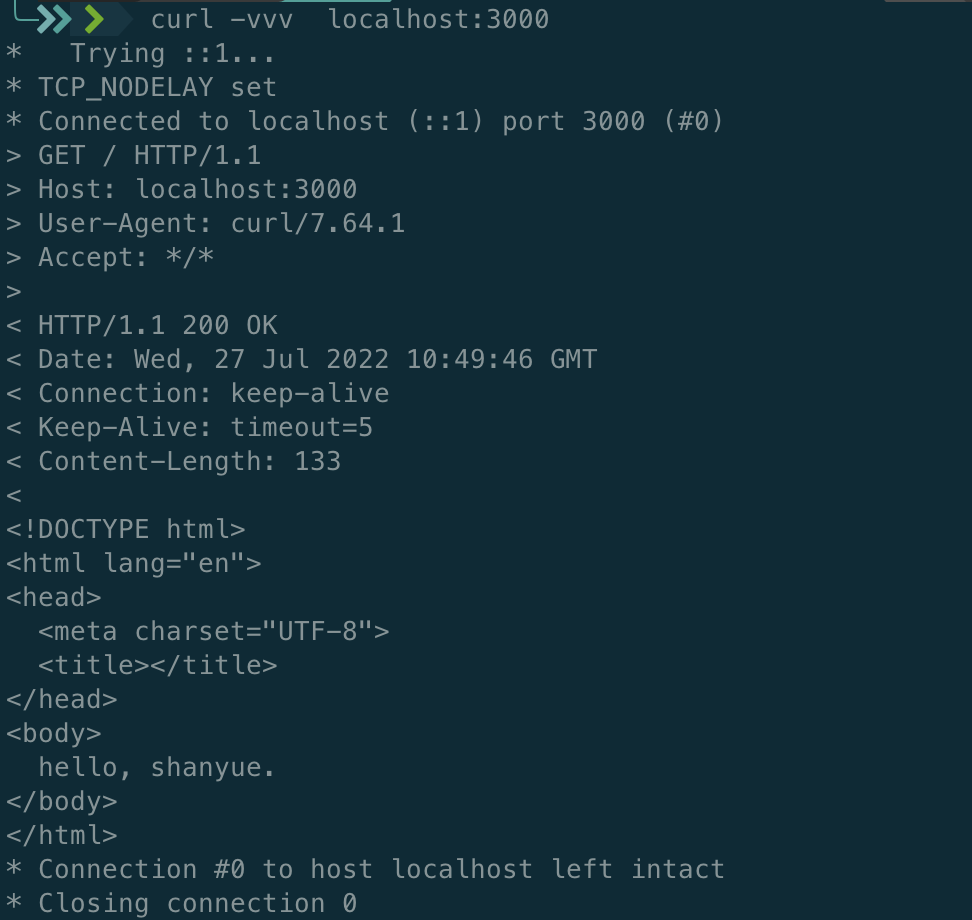 curl -vvv  localhost:3000
*   Trying ::1...
* TCP_NODELAY set
* Connected to localhost (::1) port 3000 (#0)
> GET / HTTP/1.1
> Host: localhost:3000
> User-Agent: curl/7.64.1
> Accept: */*
>
< HTTP/1.1 200 OK
< Date: Wed, 27 Jul 2022 10:49:46 GMT
< Connection: keep-alive
< Keep-Alive: timeout=5
< Content-Length: 133
<
<!DOCTYPE html>
<html lang="en">
<head>
  <meta charset="UTF-8">
  <title></title>
</head>
<body>
  hello, shanyue.
</body>
</html>
* Connection #0 to host localhost left intact
* Closing connection 0